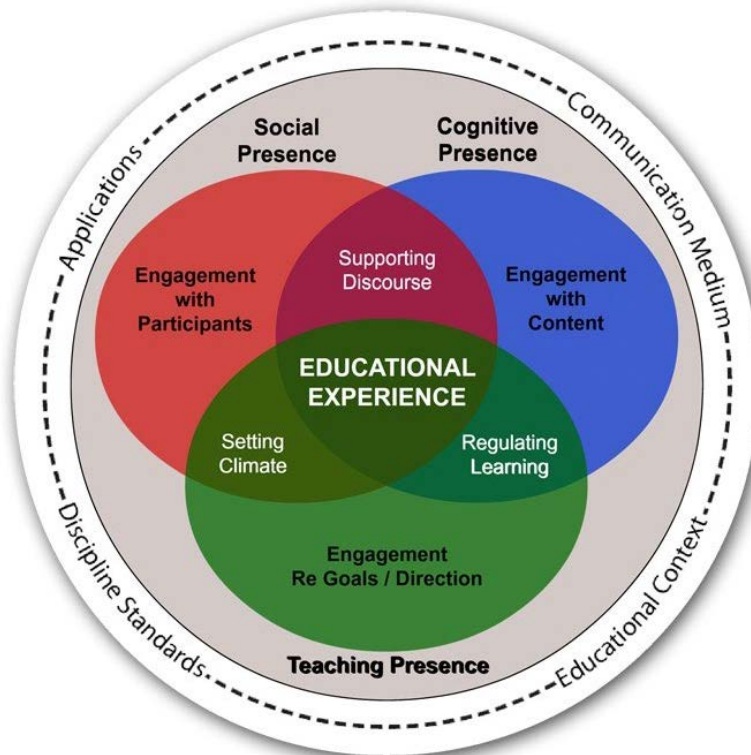 Applications
Communication Medium
Social
Presence
Cognitive
Presence
Supporting
Discourse
Engagement
with
Participants
Engagement
with
Content
EDUCATIONAL
EXPERIENCE
Setting
Climate
Regulating
Learning
Engagement
Re Goals / Direction
Teaching Presence
Discipline Standards
Educational Context